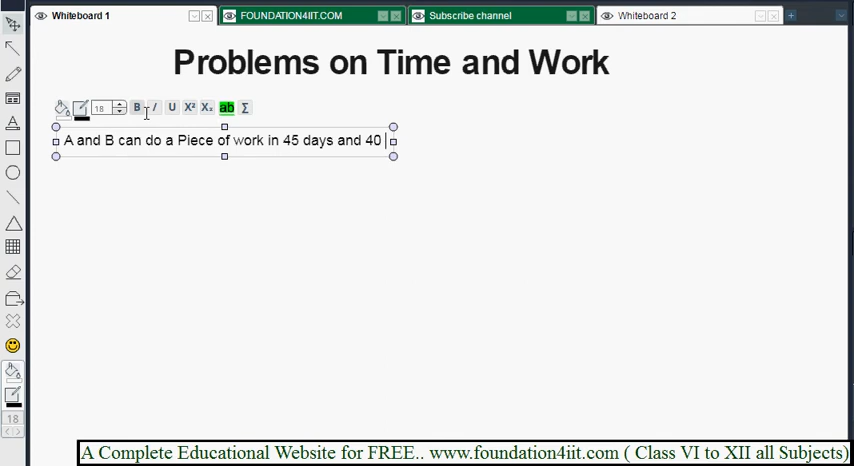 Whiteboard 1
FOUNDATION4IIT.COM
Subscribe channel
Whiteboard 2
Problems on Time and Work
18 B I U X² X₂ ab Σ
A and B can do a Piece of work in 45 days and 40
18
A Complete Educational Website for FREE.. www.foundation4iit.com ( Class VI to XII all Subjects)